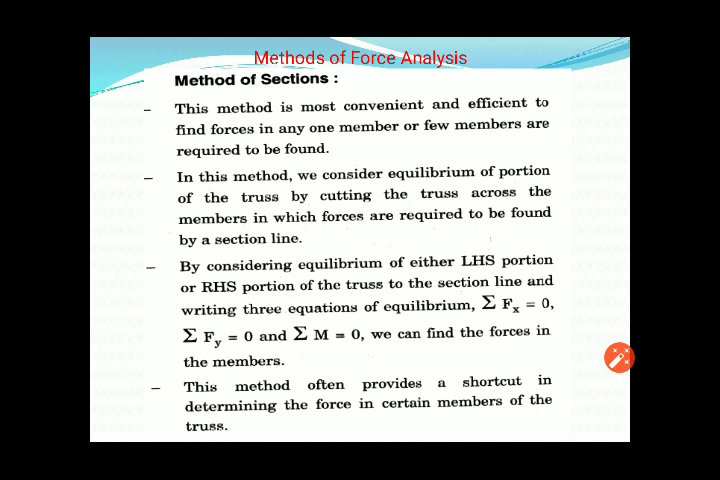 Methods of Force Analysis
Method of Sections :
– This method is most convenient and efficient to
find forces in any one member or few members are
required to be found.
– In this method, we consider equilibrium of portion
of the truss by cutting the truss across the
members in which forces are required to be found
by a section line.
– By considering equilibrium of either LHS portion
or RHS portion of the truss to the section line and
writing three equations of equilibrium, Σ Fx = 0,
Σ Fy = 0 and Σ M = 0, we can find the forces in
the members.
– This method often provides a shortcut in
determining the force in certain members of the
truss.